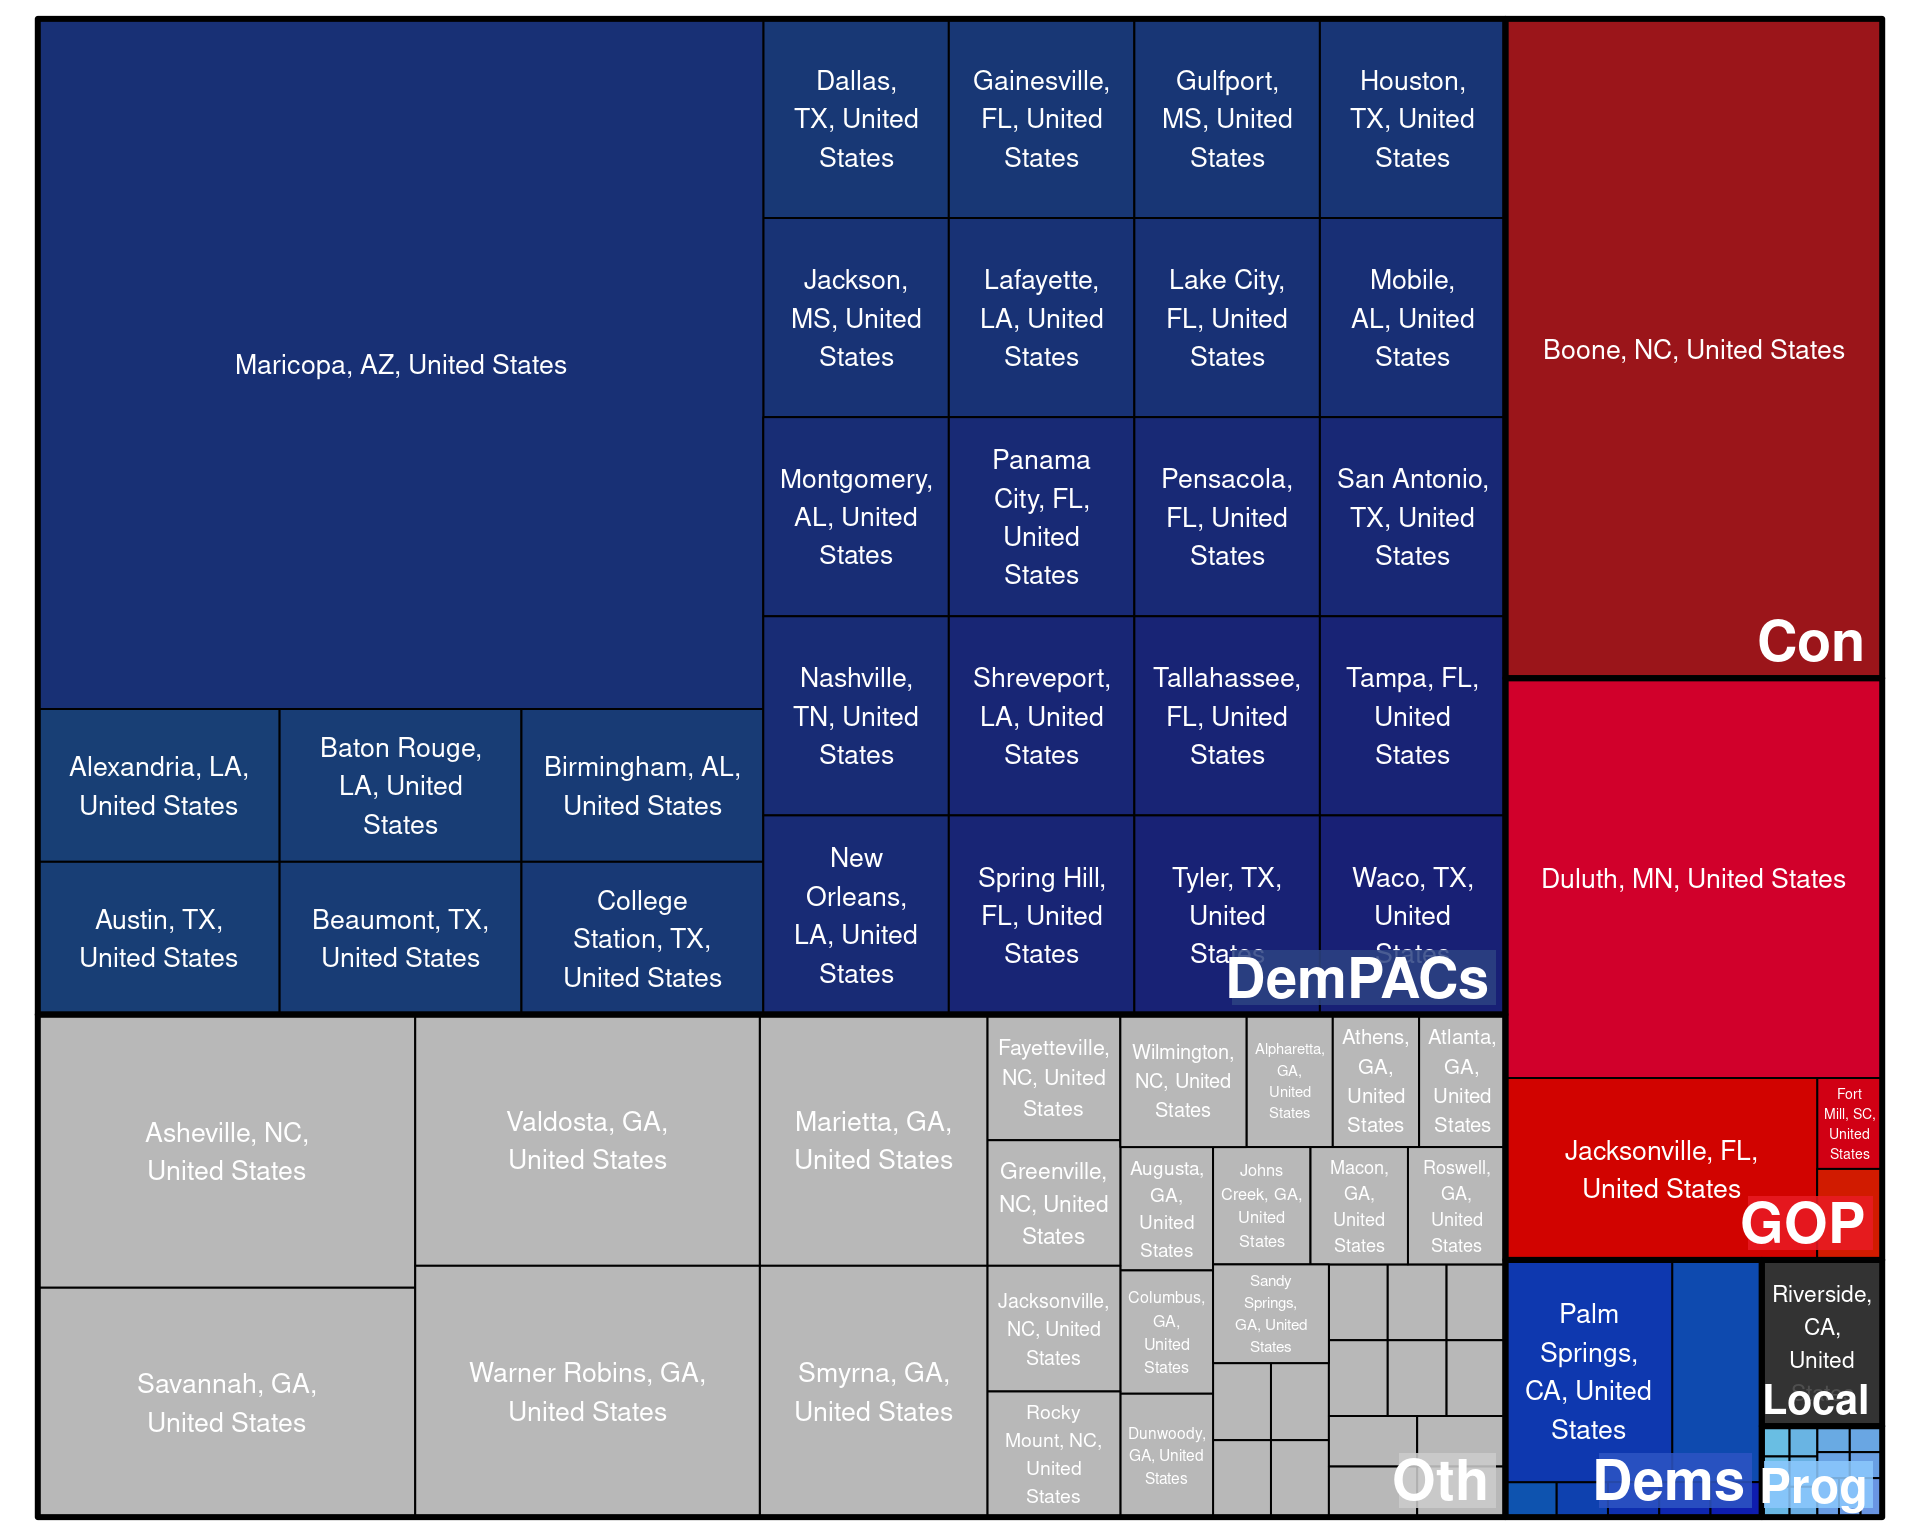 Maricopa, AZ, United States
Dallas,
TX, United
States
Gainesville,
FL, United
States
Gulfport,
MS, United
States
Houston,
TX, United
States
Jackson,
MS, United
States
Lafayette,
LA, United
States
Lake City,
FL, United
States
Mobile,
AL, United
States
Montgomery,
AL, United
States
Panama
City, FL,
United
States
Pensacola,
FL, United
States
San Antonio,
TX, United
States
Nashville,
TN, United
States
Shreveport,
LA, United
States
Tallahassee,
FL, United
States
Tampa, FL,
United
States
Alexandria, LA,
United States
Baton Rouge,
LA, United
States
Birmingham, AL,
United States
Austin, TX,
United States
Beaumont, TX,
United States
College
Station, TX,
United States
New
Orleans,
LA, United
States
Spring Hill,
FL, United
States
Tyler, TX,
United
States
Waco, TX,
United
States
DemPACs
Boone, NC, United States
Con
Duluth, MN, United States
Jacksonville, FL,
United States
Fort
Mill, SC,
United
States
GOP
Asheville, NC,
United States
Valdosta, GA,
United States
Marietta, GA,
United States
Savannah, GA,
United States
Warner Robins, GA,
United States
Smyrna, GA,
United States
Fayetteville,
NC, United
States
Greenville,
NC, United
States
Jacksonville,
NC, United
States
Rocky
Mount, NC,
United
States
Wilmington,
NC, United
States
Alpharetta,
GA,
United
States
Athens,
GA,
United
States
Atlanta,
GA,
United
States
Augusta,
GA,
United
States
Johns
Creek, GA,
United
States
Macon,
GA,
United
States
Roswell,
GA,
United
States
Columbus,
GA,
United
States
Sandy
Springs,
GA, United
States
Dunwoody,
GA, United
States
Oth
Palm
Springs,
CA, United
States
Dems
Riverside,
CA,
United
States
Local
Prog